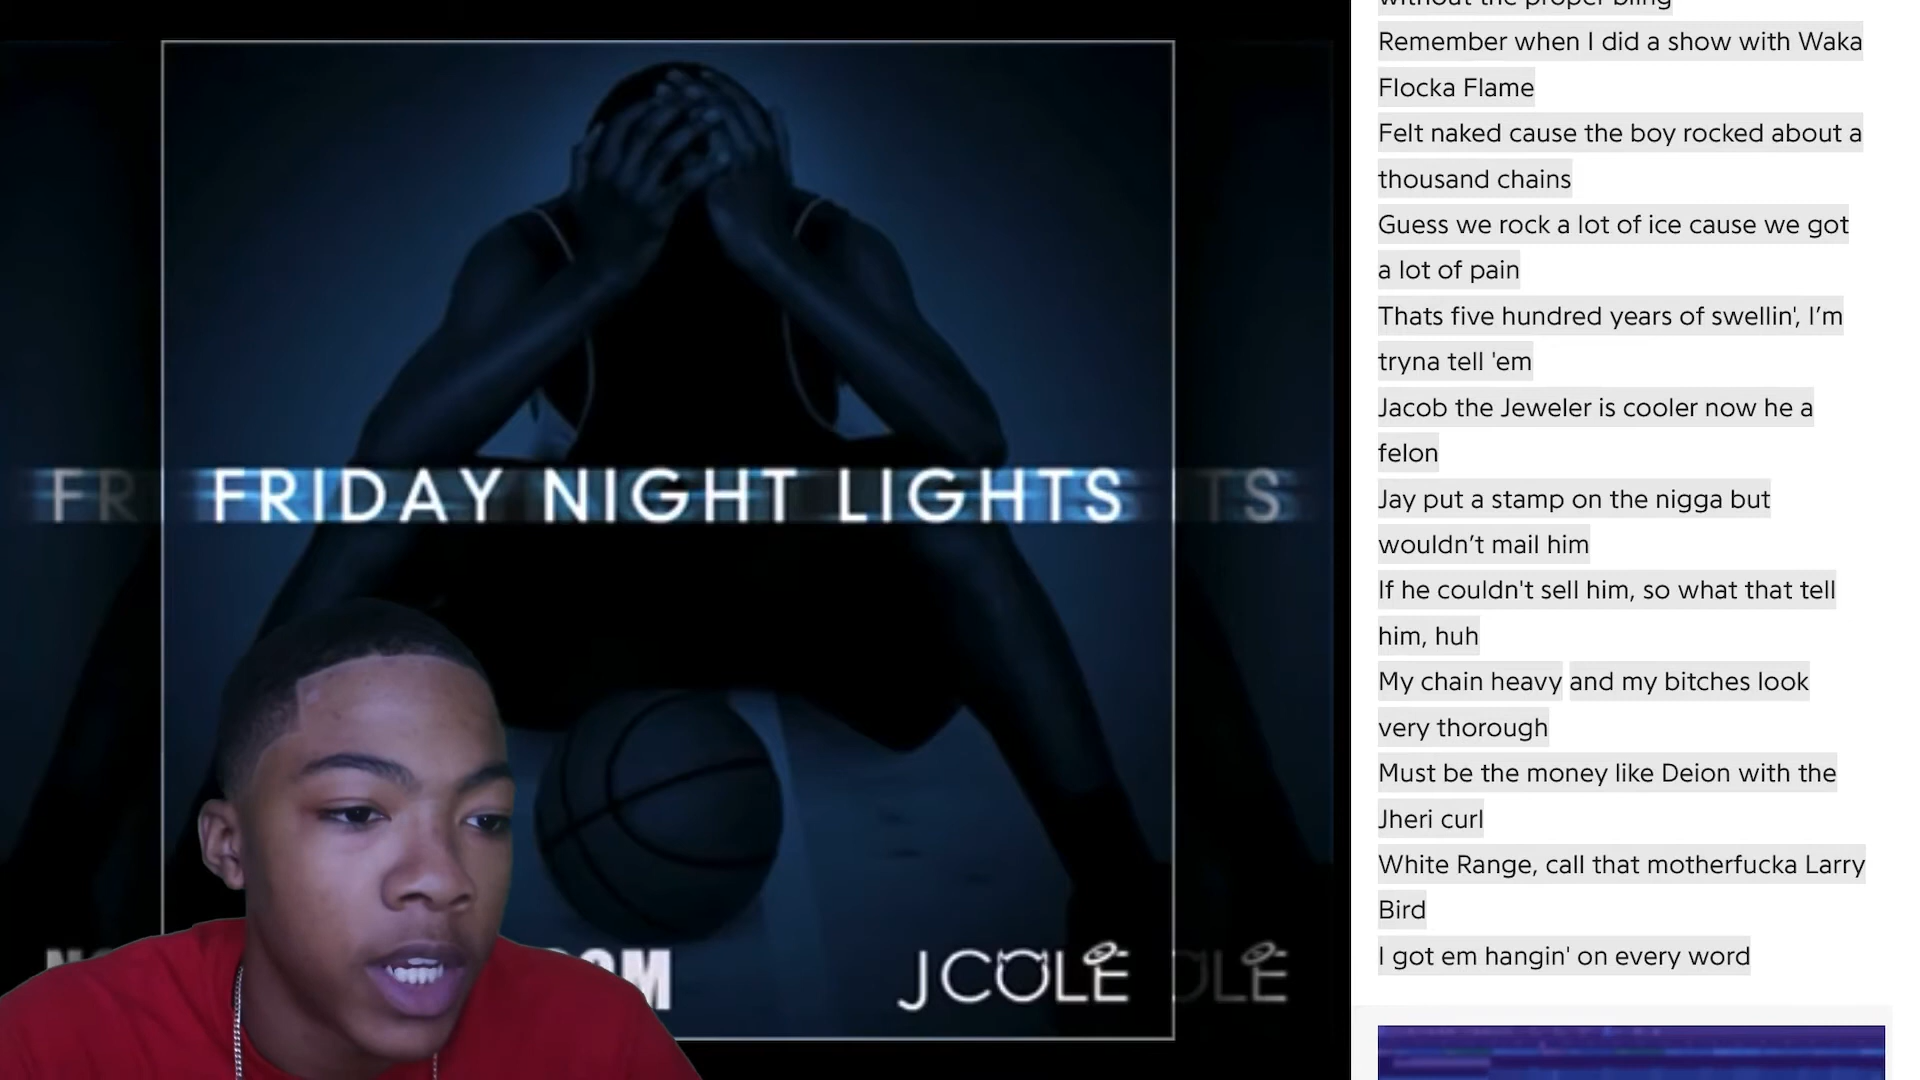 FR
FRIDAY NIGHT LIGHTS
TS
J COLE
OLE
Remember when I did a show with Waka
Flocka Flame
Felt naked cause the boy rocked about a
thousand chains
Guess we rock a lot of ice cause we got
a lot of pain
Thats five hundred years of swellin', I’m
tryna tell 'em
Jacob the Jeweler is cooler now he a
felon
Jay put a stamp on the nigga but
wouldn’t mail him
If he couldn't sell him, so what that tell
him, huh
My chain heavy and my bitches look
very thorough
Must be the money like Deion with the
Jheri curl
White Range, call that motherfucka Larry
Bird
I got em hangin' on every word